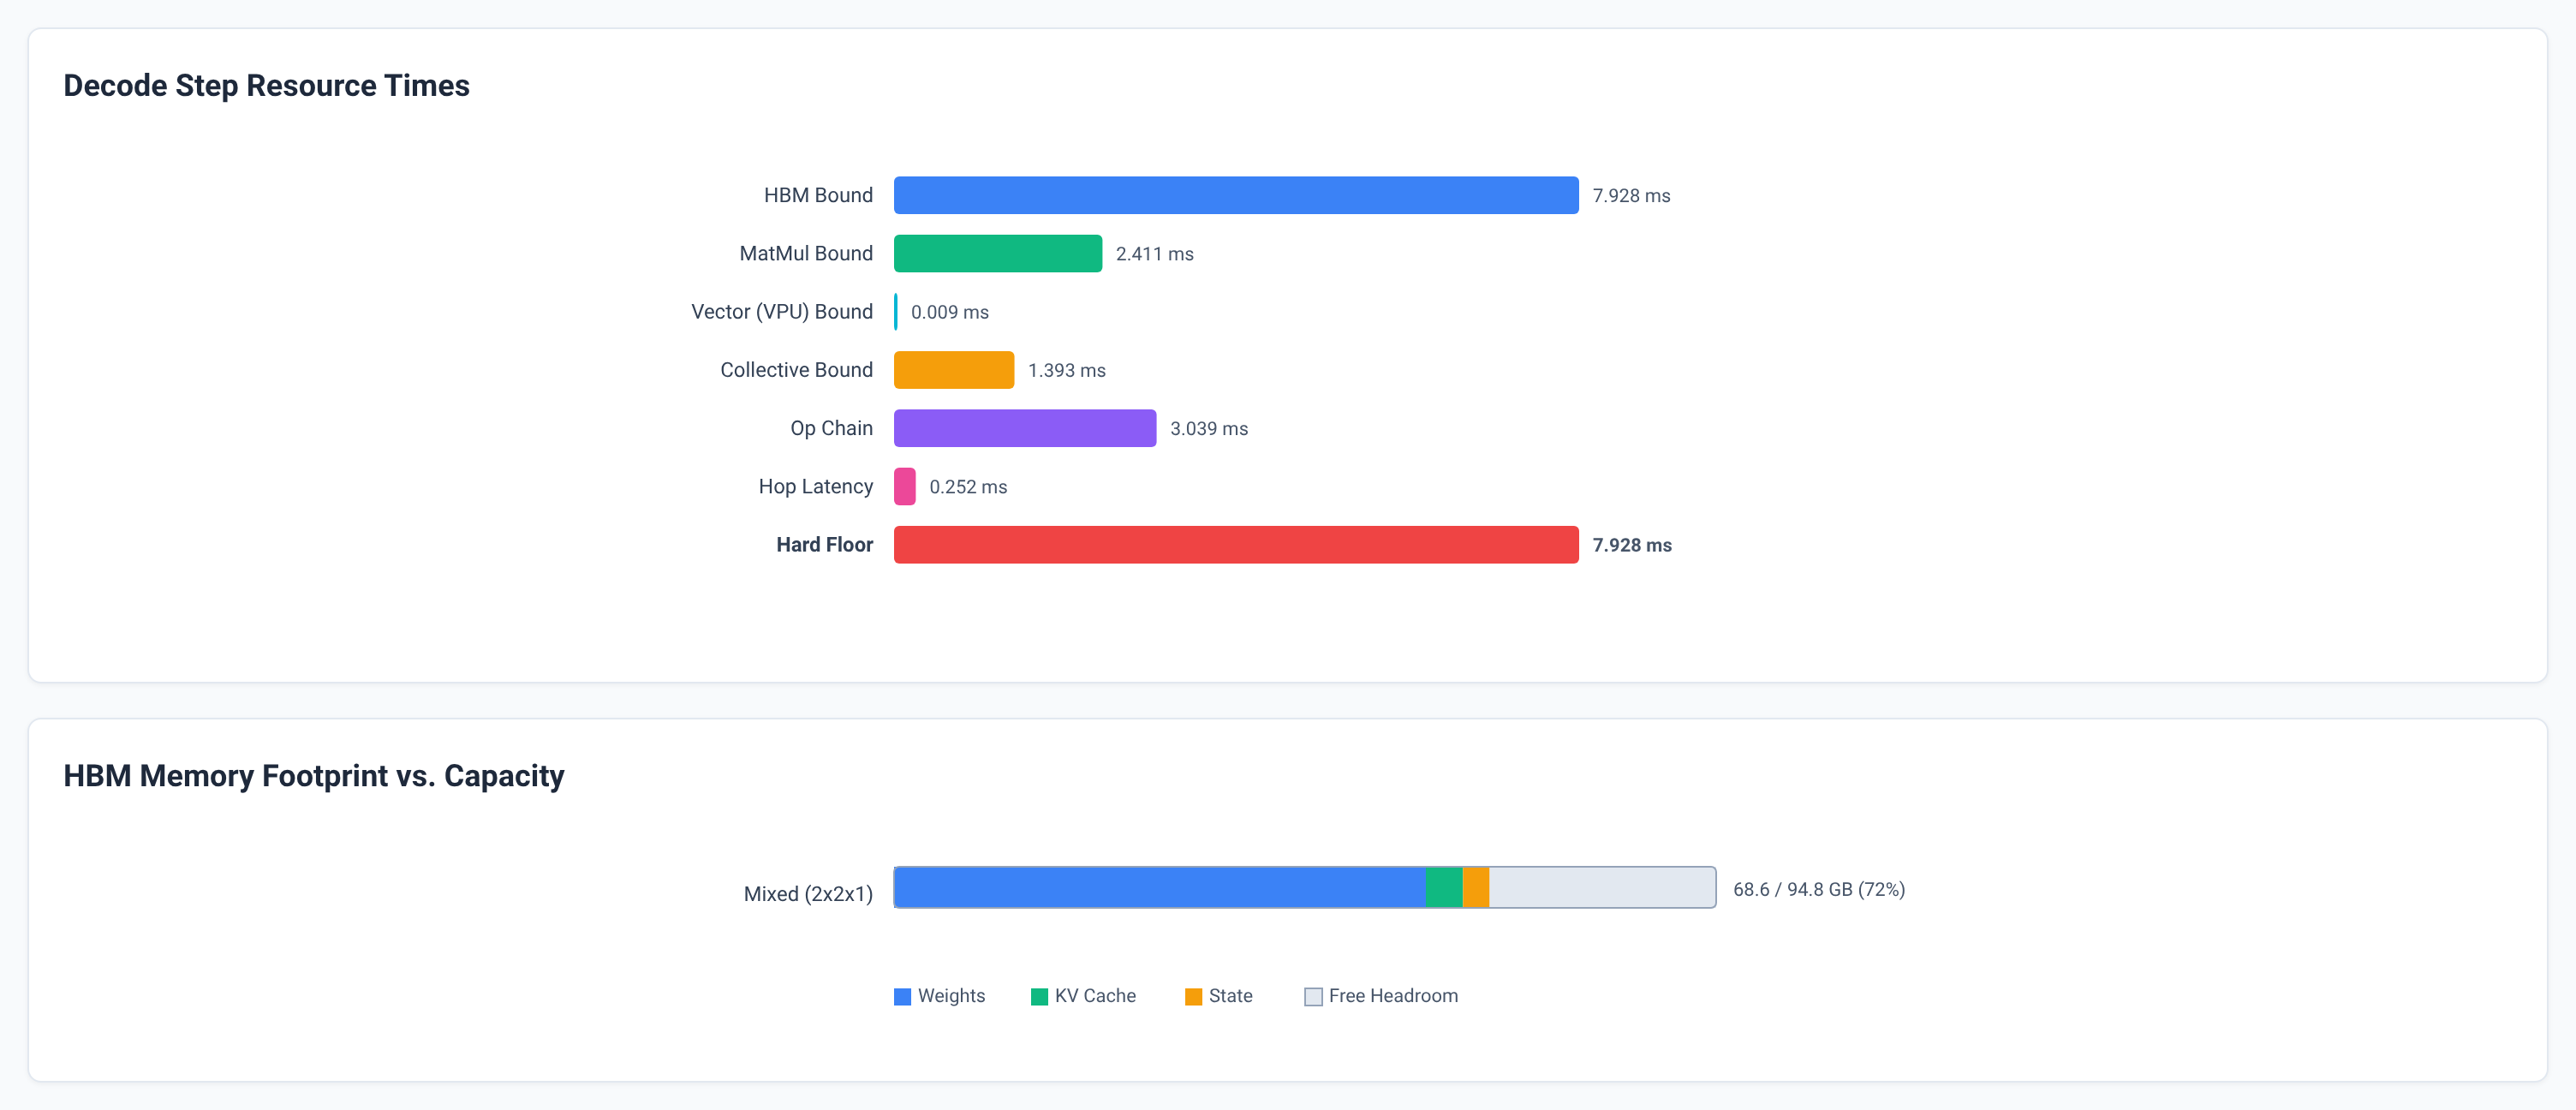 Decode Step Resource Times
HBM Bound 7.928 ms
MatMul Bound 2.411 ms
Vector (VPU) Bound 0.009 ms
Collective Bound 1.393 ms
Op Chain 3.039 ms
Hop Latency 0.252 ms
Hard Floor 7.928 ms
HBM Memory Footprint vs. Capacity
Mixed (2x2x1) 68.6 / 94.8 GB (72%)
Weights KV Cache State Free Headroom